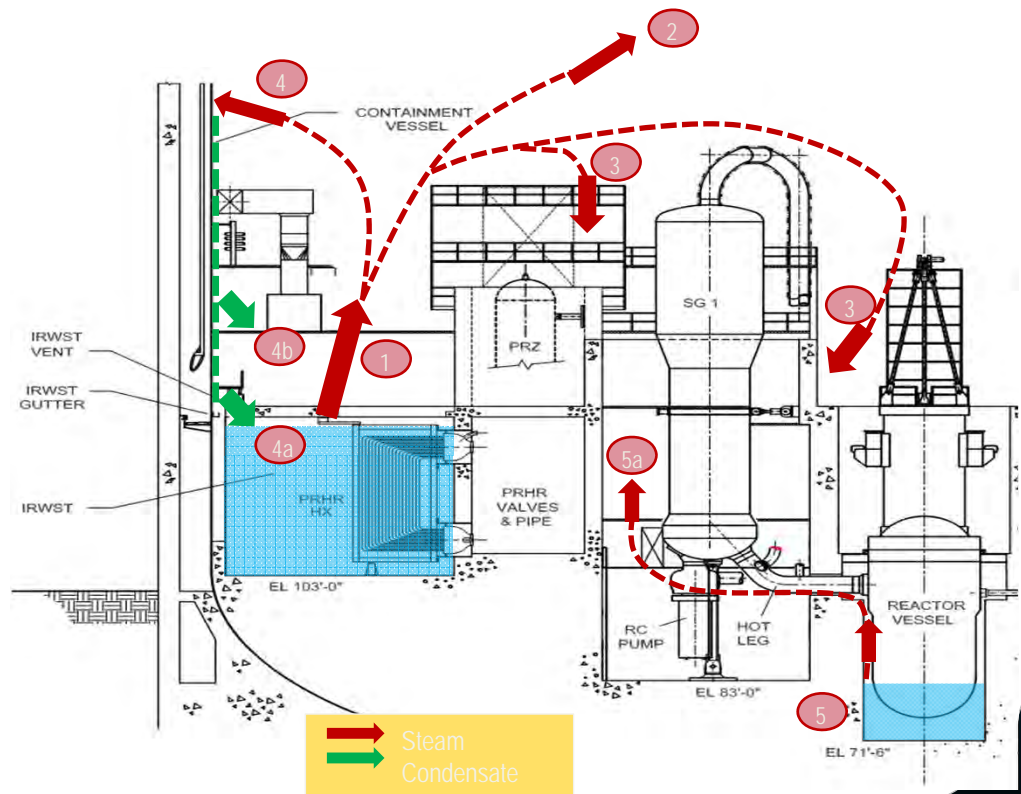 2
4
CONTAINMENT
VESSEL
3
SG 1
3
IRWST
VENT
4b
1
PRZ
IRWST
GUTTER
4a
5a
IRWST
PRHR
HX
PRHR
VALVES
& PIPE
EL 103'-0"
REACTOR
VESSEL
RC
PUMP
HOT
LEG
EL 83'-0"
5
EL 71'-6"
Steam
Condensate